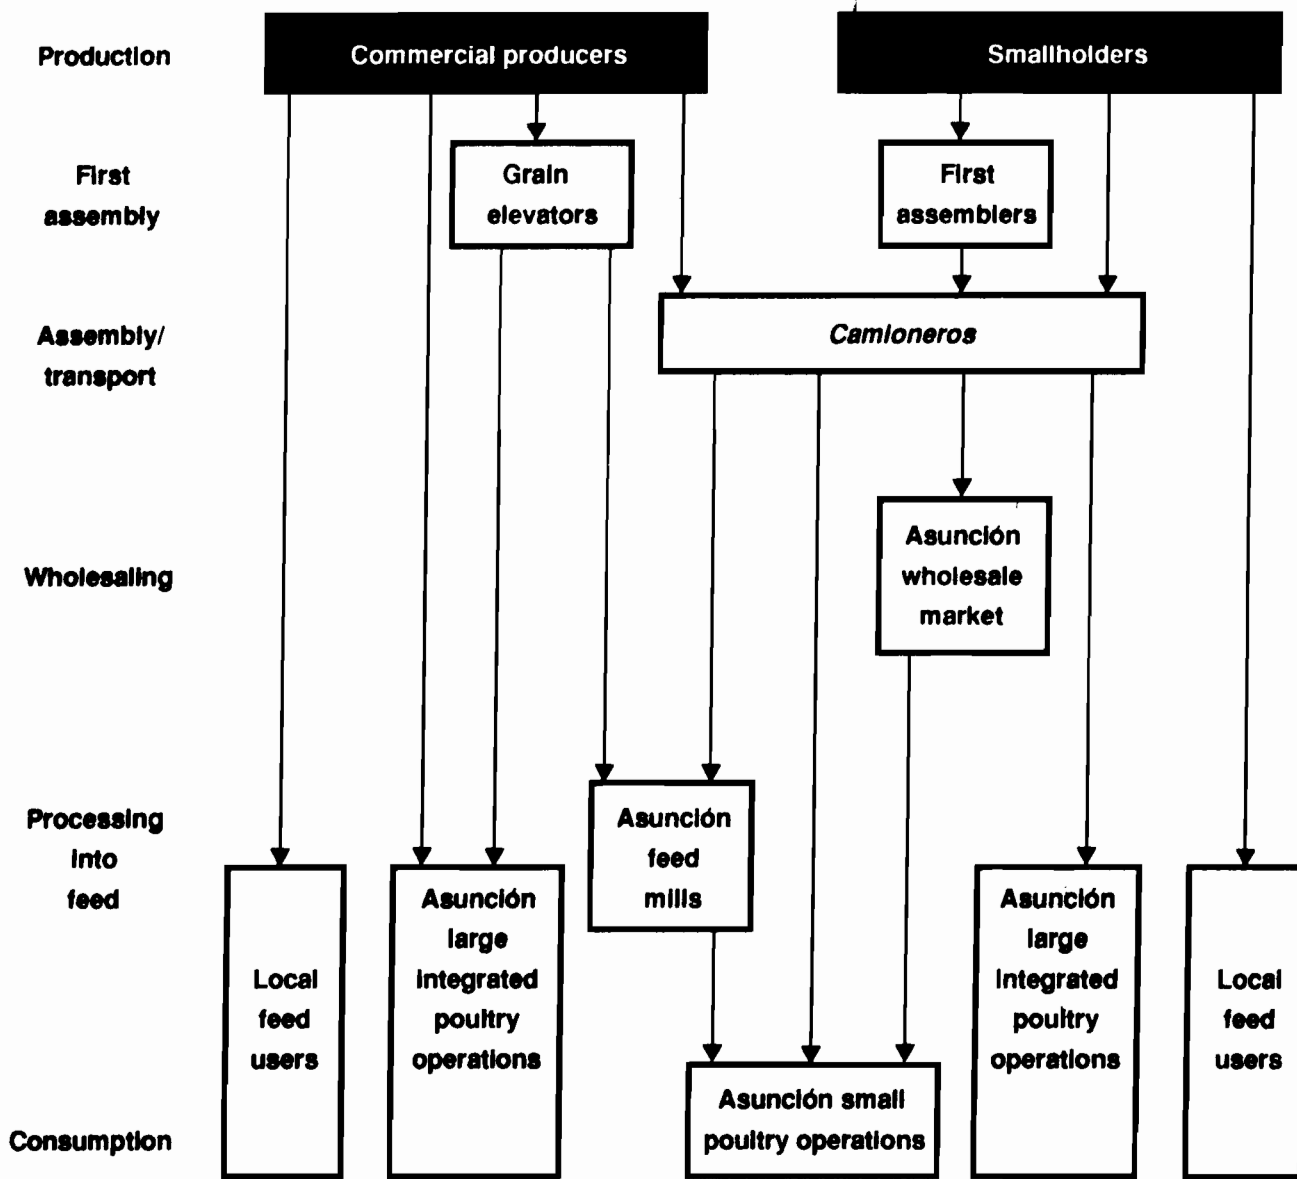 Production
Commercial producers
Smallholders
First
assembly
Grain
elevators
First
assemblers
Assembly/
transport
Camioneros
Wholesaling
Asunción
wholesale
market
Processing
into
feed
Asunción
feed
mills
Local
feed
users
Asunción
large
integrated
poultry
operations
Asunción
large
integrated
poultry
operations
Local
feed
users
Consumption
Asunción small
poultry operations